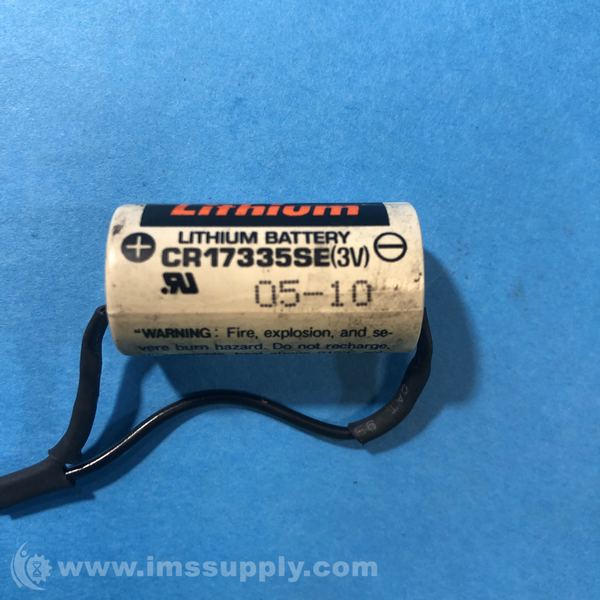 Lithium
LITHIUM BATTERY
+ CR17335SE(3V) −
RU 05-10
"WARNING: Fire, explosion, and se-
vere burn hazard. Do not recharge,
www.imssupply.com